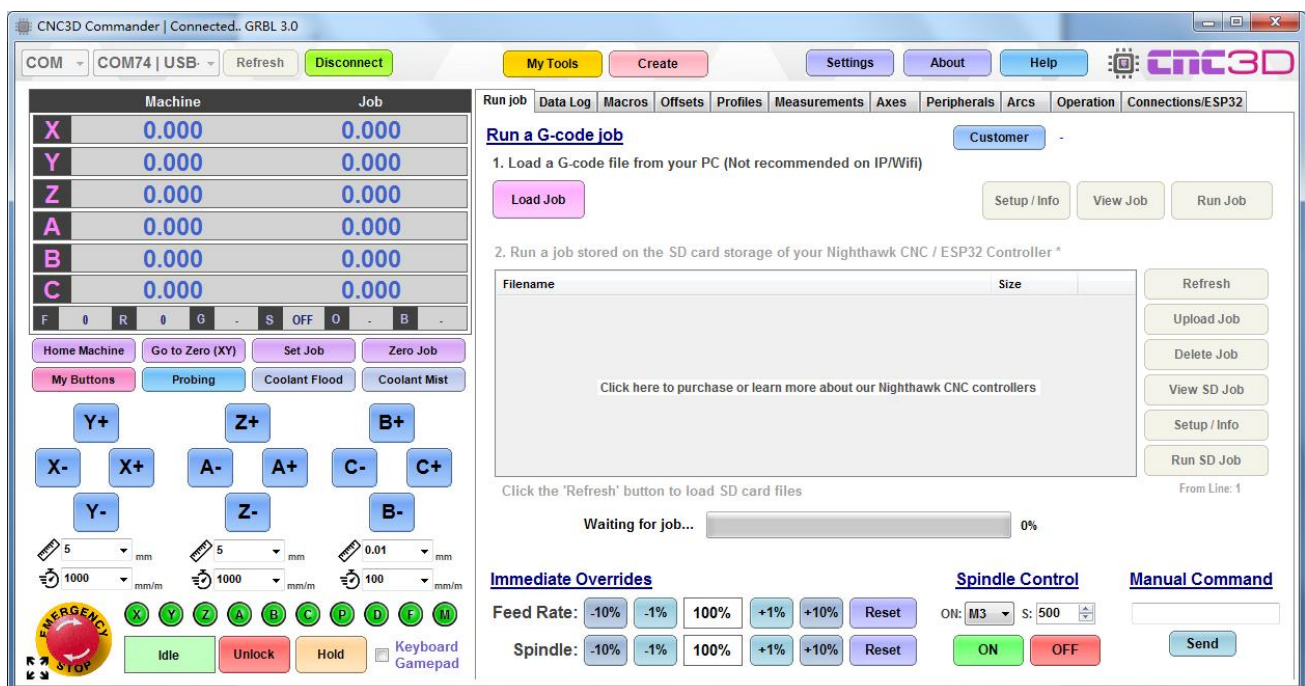 CNC3D Commander | Connected.. GRBL 3.0
COM COM74 | USB- Refresh Disconnect My Tools Create Settings About Help CNC3D
Machine Job
X 0.000 0.000
Y 0.000 0.000
Z 0.000 0.000
A 0.000 0.000
B 0.000 0.000
C 0.000 0.000
F 0 R 0 G - S OFF O - B -
Home Machine Go to Zero (XY) Set Job Zero Job
My Buttons Probing Coolant Flood Coolant Mist
Y+ Z+ B+
X- X+ A- A+ C- C+
Y- Z- B-
5 mm 5 mm 0.01 mm
1000 mm/m 1000 mm/m 100 mm/m
EMERGENCY STOP
X Y Z A B C P D F M
Idle Unlock Hold Keyboard
Gamepad
Run job Data Log Macros Offsets Profiles Measurements Axes Peripherals Arcs Operation Connections/ESP32
Run a G-code job Customer -
1. Load a G-code file from your PC (Not recommended on IP/Wifi)
Load Job Setup / Info View Job Run Job
2. Run a job stored on the SD card storage of your Nighthawk CNC / ESP32 Controller *
Filename Size
Click here to purchase or learn more about our Nighthawk CNC controllers
Refresh
Upload Job
Delete Job
View SD Job
Setup / Info
Run SD Job
From Line: 1
Click the 'Refresh' button to load SD card files
Waiting for job... 0%
Immediate Overrides Spindle Control Manual Command
Feed Rate: -10% -1% 100% +1% +10% Reset ON: M3 S: 500
Spindle: -10% -1% 100% +1% +10% Reset ON OFF Send